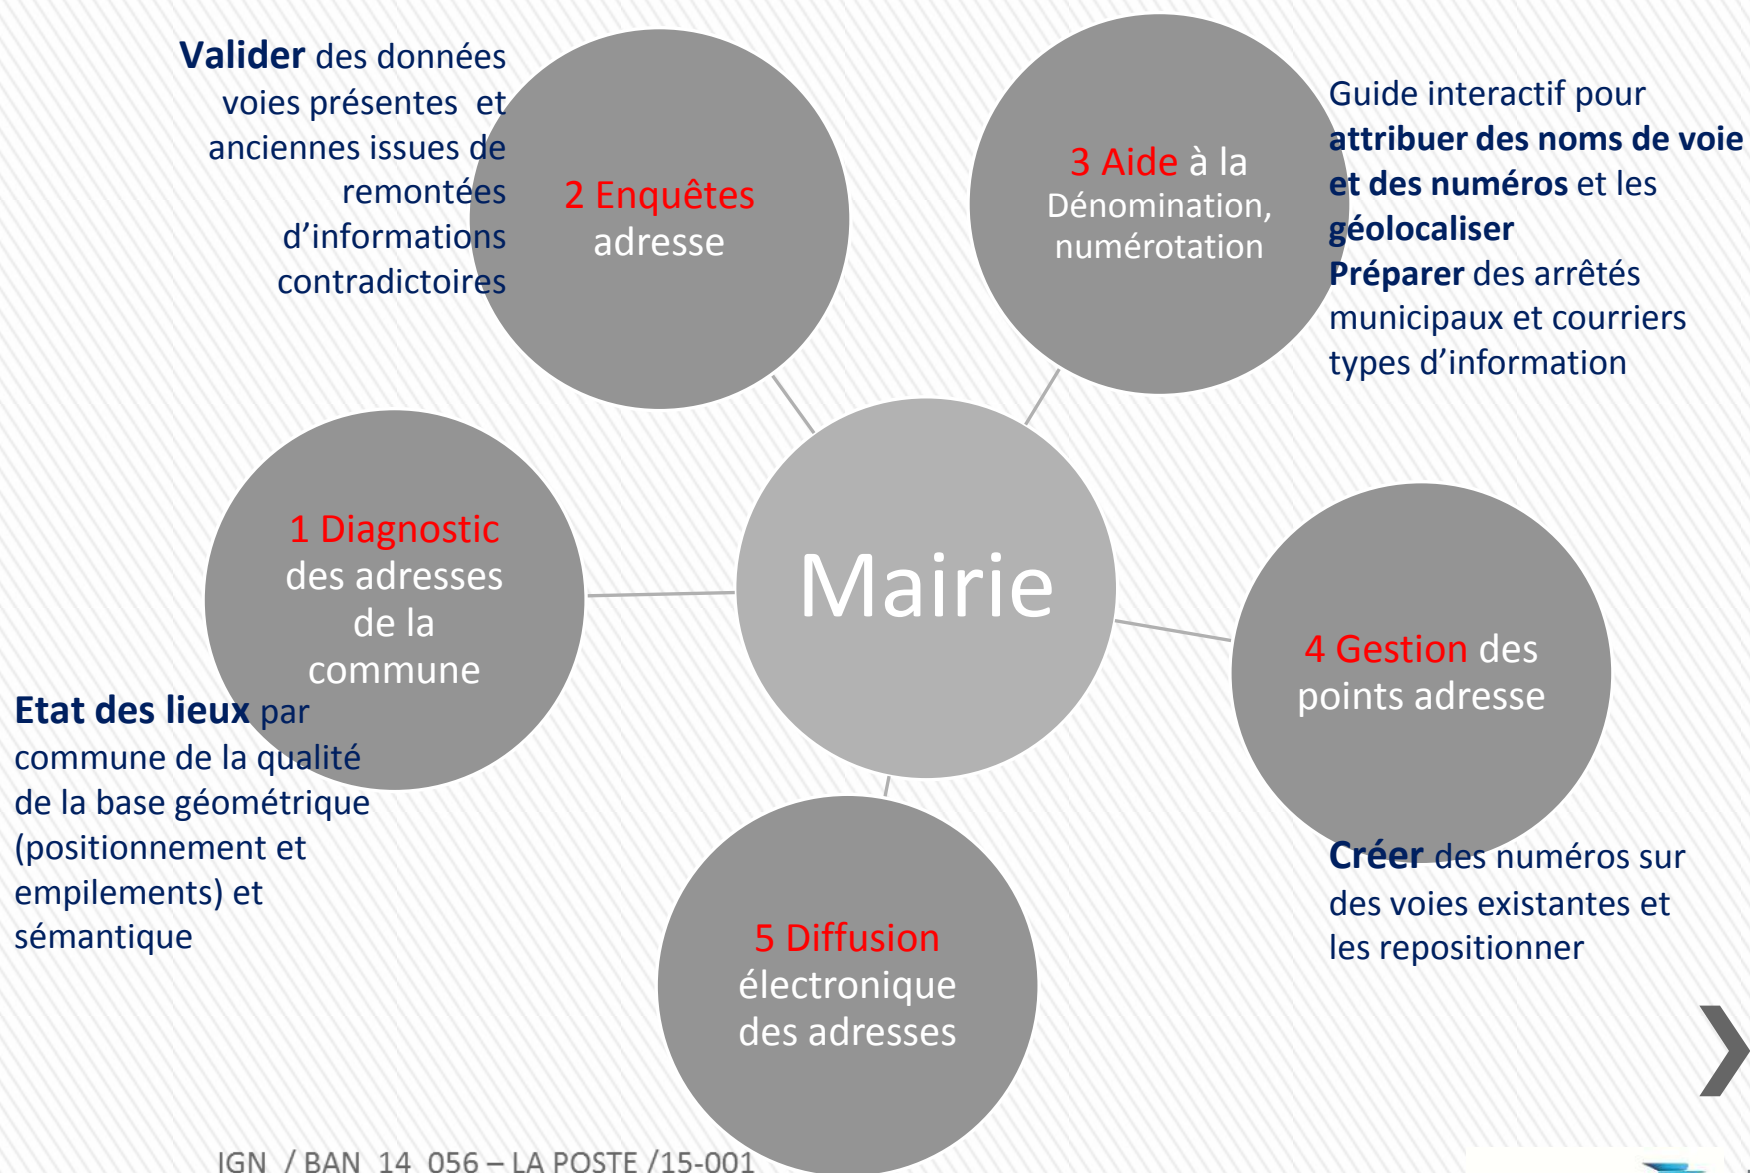 Valider des données
voies présentes et
anciennes issues de
remontées
d’informations
contradictoires
2 Enquêtes
adresse
3 Aide à la
Dénomination,
numérotation
Guide interactif pour
attribuer des noms de voie
et des numéros et les
géolocaliser
Préparer des arrêtés
municipaux et courriers
types d’information
1 Diagnostic
des adresses
de la
commune
Etat des lieux par
commune de la qualité
de la base géométrique
(positionnement et
empilements) et
sémantique
Mairie
4 Gestion des
points adresse
Créer des numéros sur
des voies existantes et
les repositionner
5 Diffusion
électronique
des adresses
IGN / BAN 14 056 – LA POSTE /15-001